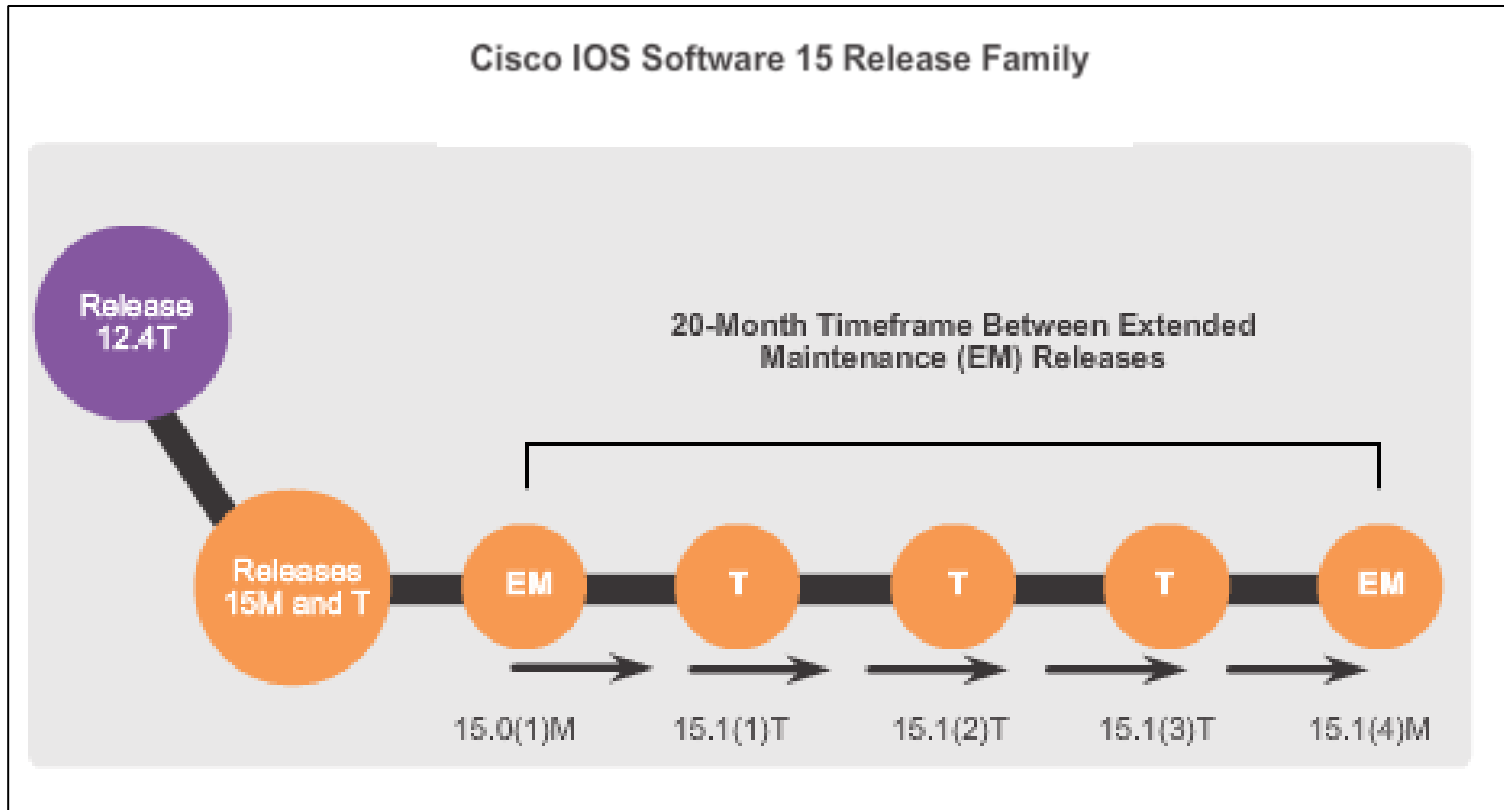 Cisco IOS Software 15 Release Family
Release
12.4T
20-Month Timeframe Between Extended
Maintenance (EM) Releases
Releases
15M and T
EM
T
T
T
EM
15.0(1)M
15.1(1)T
15.1(2)T
15.1(3)T
15.1(4)M